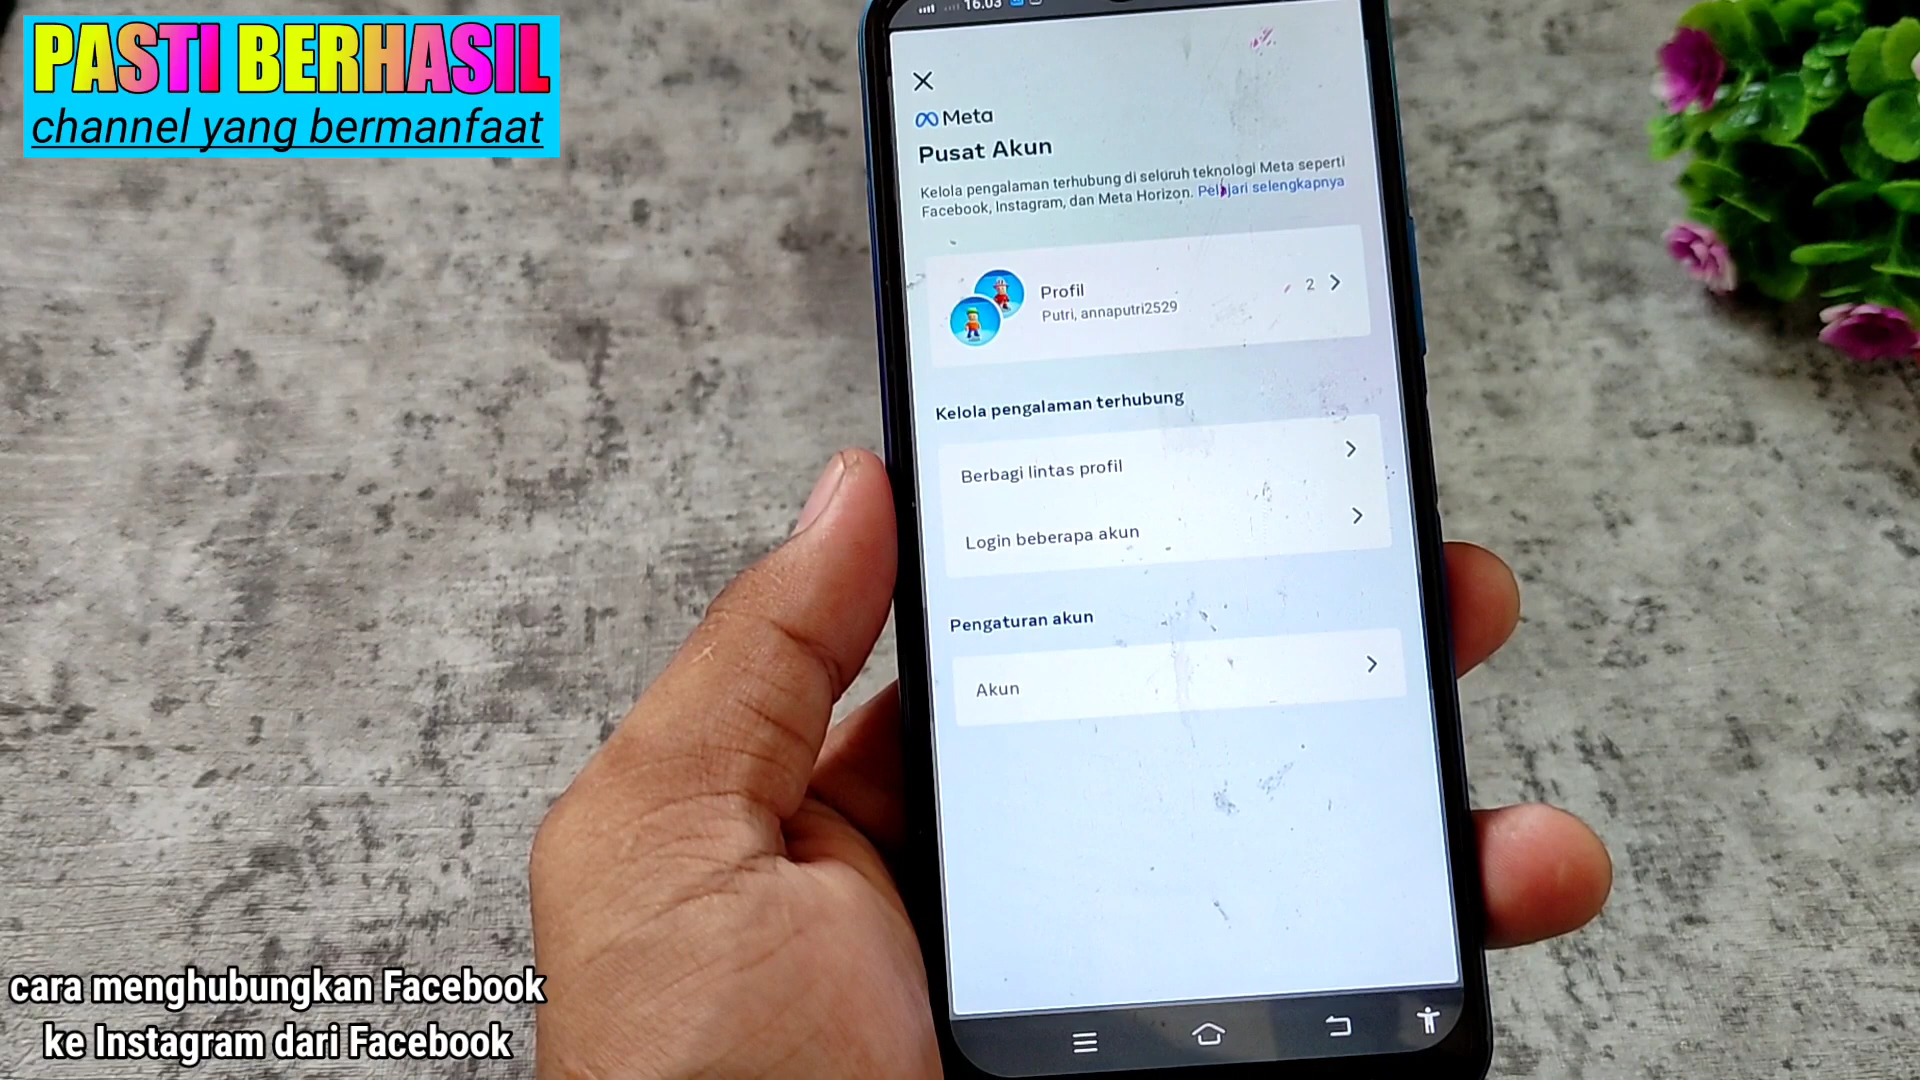 PASTI BERHASIL
channel yang bermanfaat
16.03
Meta
Pusat Akun
Kelola pengalaman terhubung di seluruh teknologi Meta seperti
Facebook, Instagram, dan Meta Horizon. Pelajari selengkapnya
Profil
Putri, annaputri2529
2
Kelola pengalaman terhubung
Berbagi lintas profil
Login beberapa akun
Pengaturan akun
Akun
cara menghubungkan Facebook
ke Instagram dari Facebook